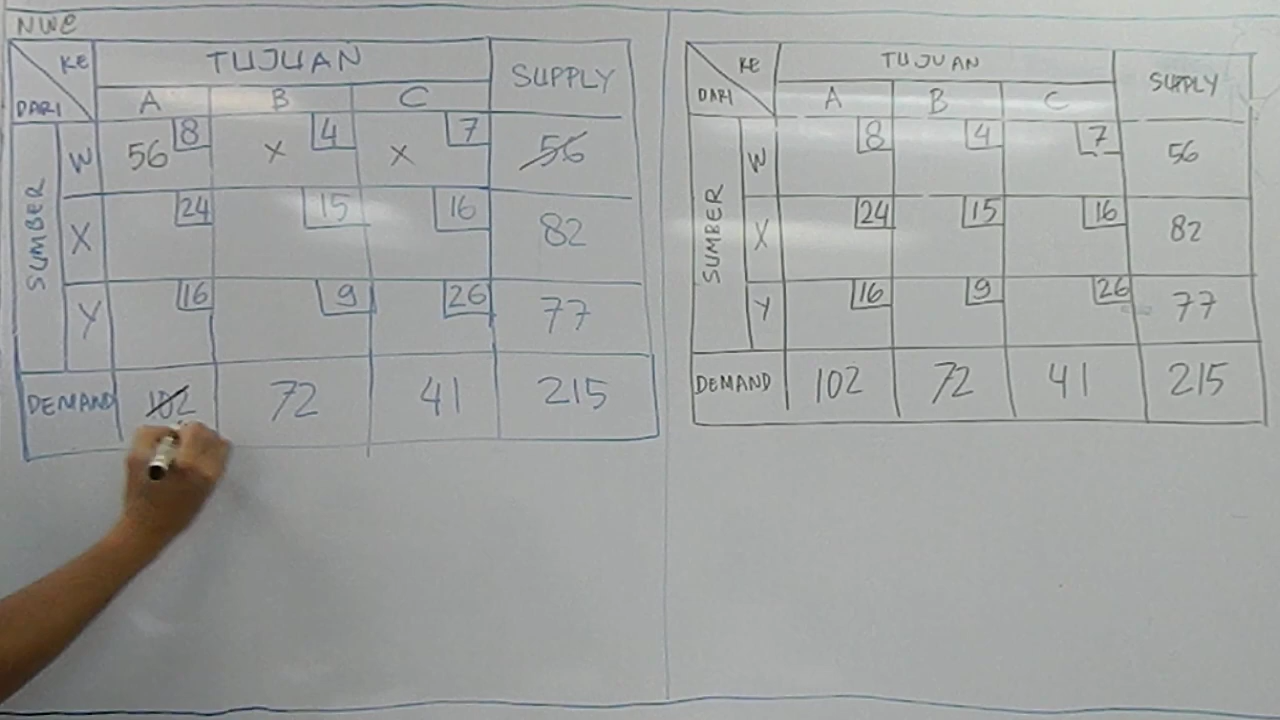 NWC
KE TUJUAN SUPPLY
DARI A B C
SUMBER
W 56 8 × 4 × 7 56
X 24 15 16 82
Y 16 9 26 77
DEMAND 102 72 41 215
KE TUJUAN SUPPLY
DARI A B C
SUMBER
W 8 4 7 56
X 24 15 16 82
Y 16 9 26 77
DEMAND 102 72 41 215